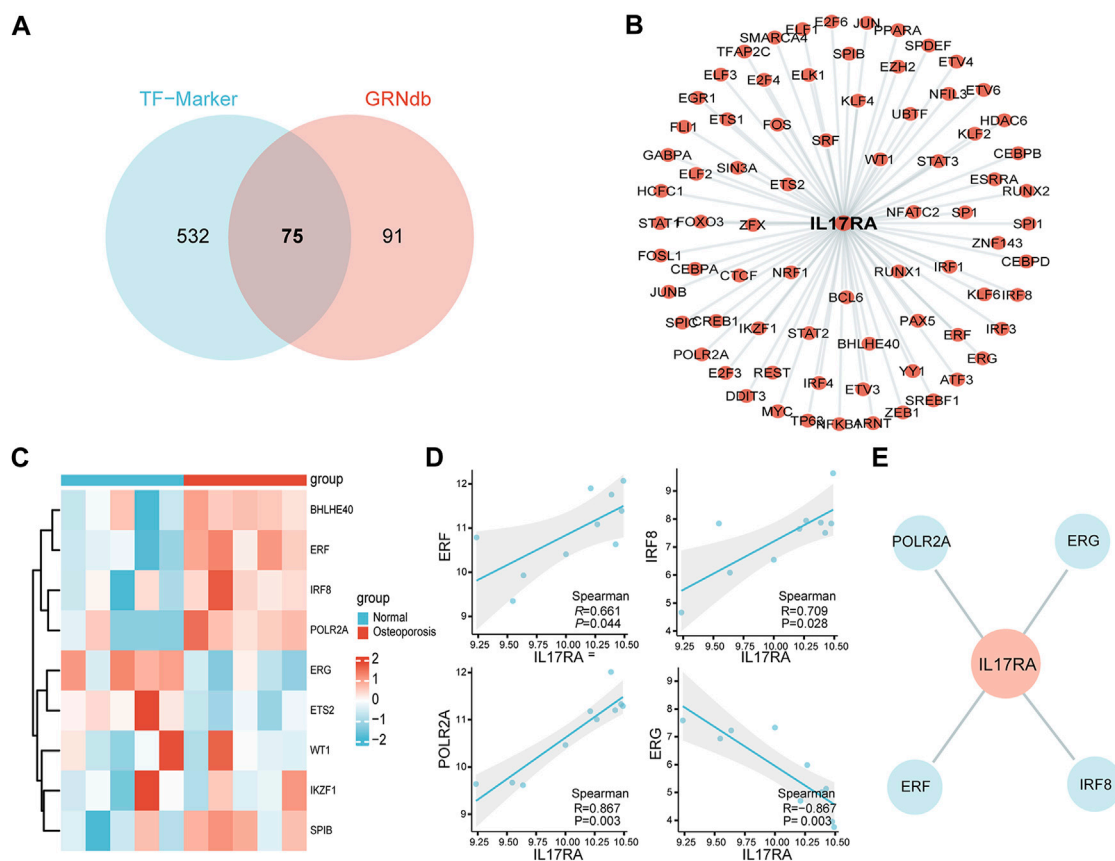 A
TF-Marker
GRNdb
532
75
91
B
E2F6
JUN
ELF1
PPARA
SMARCA4
SPDEF
TFAP2C
SPIB
ETV4
EZH2
ELF3
E2F4
ELK1
NFIL3
ETV6
EGR1
KLF4
UBTF
HDAC6
ETS1
FOS
FLI1
SRF
KLF2
GABPA
WT1
STAT3
CEBPB
SIN3A
ELF2
ESRRA
HCFC1
ETS2
RUNX2
NFATC2
SP1
STAT1
FOXO3
ZFX
IL17RA
SPI1
ZNF143
FOSL1
CEBPA
CTCF
NRF1
RUNX1
IRF1
CEBPD
JUNB
BCL6
KLF6
IRF8
SPIC
CREB1
IKZF1
STAT2
PAX5
ERF
IRF3
BHLHE40
POLR2A
ERG
E2F3
REST
YY1
ATF3
DDIT3
IRF4
ETV3
SREBF1
MYC
ZEB1
TP63
NFKB1
ARNT
C
group
BHLHE40
ERF
IRF8
POLR2A
ERG
ETS2
WT1
IKZF1
SPIB
group
Normal
Osteoporosis
2
1
0
−1
−2
D
12
11
10
9
ERF
Spearman
R=0.661
P=0.044
9.25 9.50 9.75 10.00 10.25 10.50
IL17RA =
9
8
7
6
5
4
IRF8
Spearman
R=0.709
P=0.028
9.25 9.50 9.75 10.00 10.25 10.50
IL17RA
12
11
10
9
POLR2A
Spearman
R=0.867
P=0.003
9.25 9.50 9.75 10.00 10.25 10.50
IL17RA
9
8
7
6
5
4
ERG
Spearman
R=−0.867
P= 0.003
9.25 9.50 9.75 10.00 10.25 10.50
IL17RA
E
POLR2A
ERG
IL17RA
ERF
IRF8